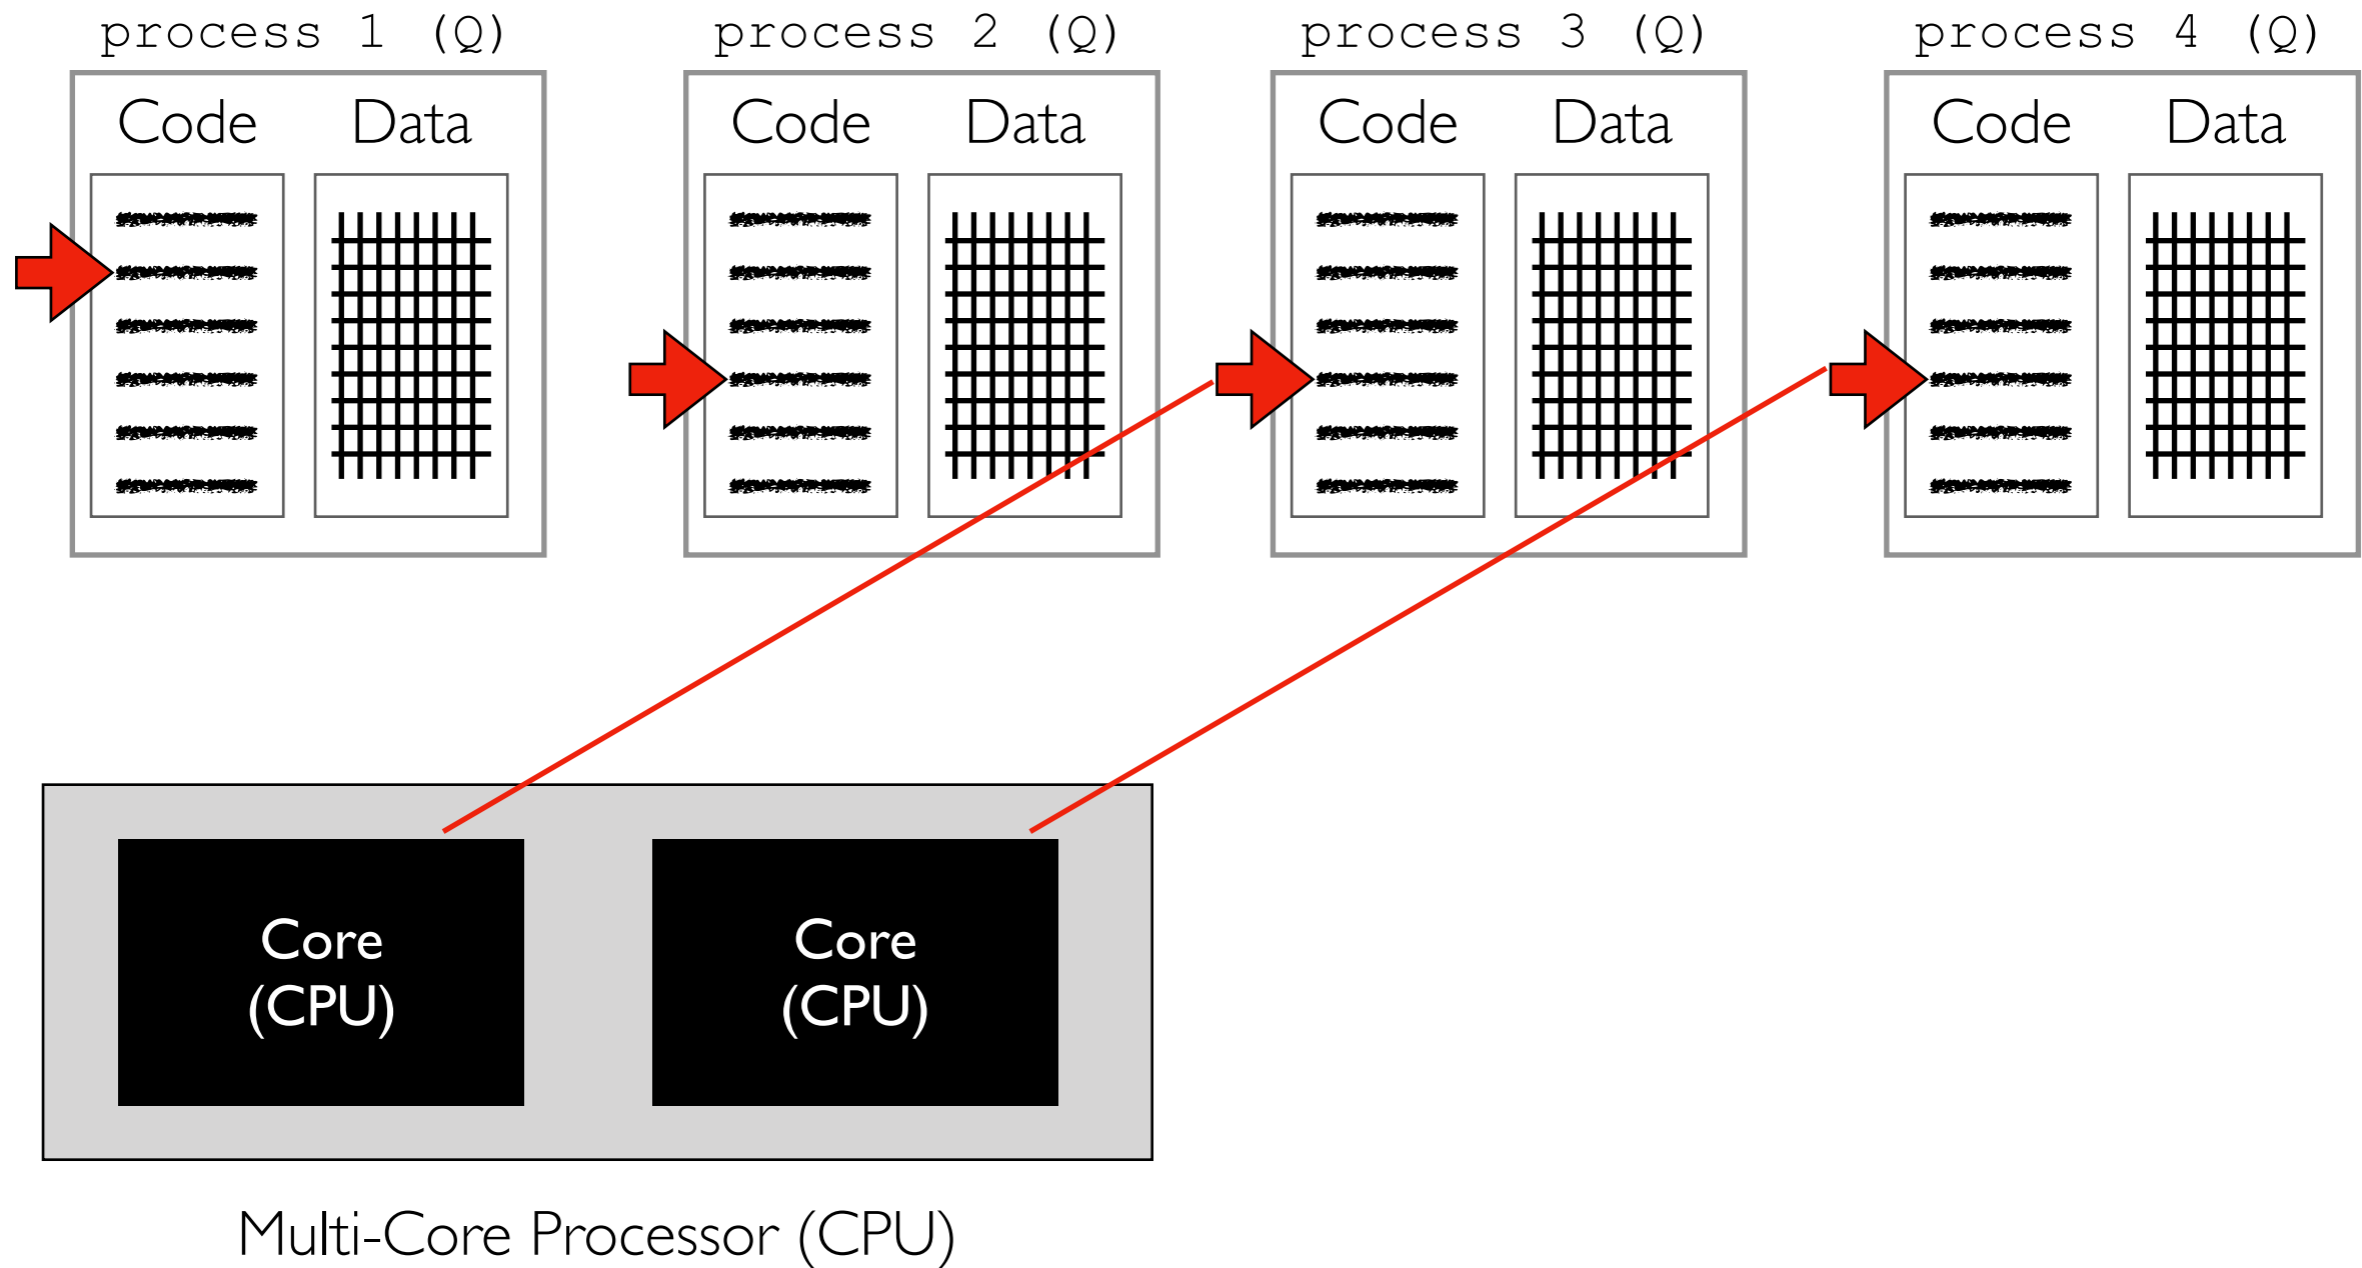 process 1 (Q)
process 2 (Q)
process 3 (Q)
process 4 (Q)
Code Data
Code Data
Code Data
Code Data
Core
(CPU)
Core
(CPU)
Multi-Core Processor (CPU)